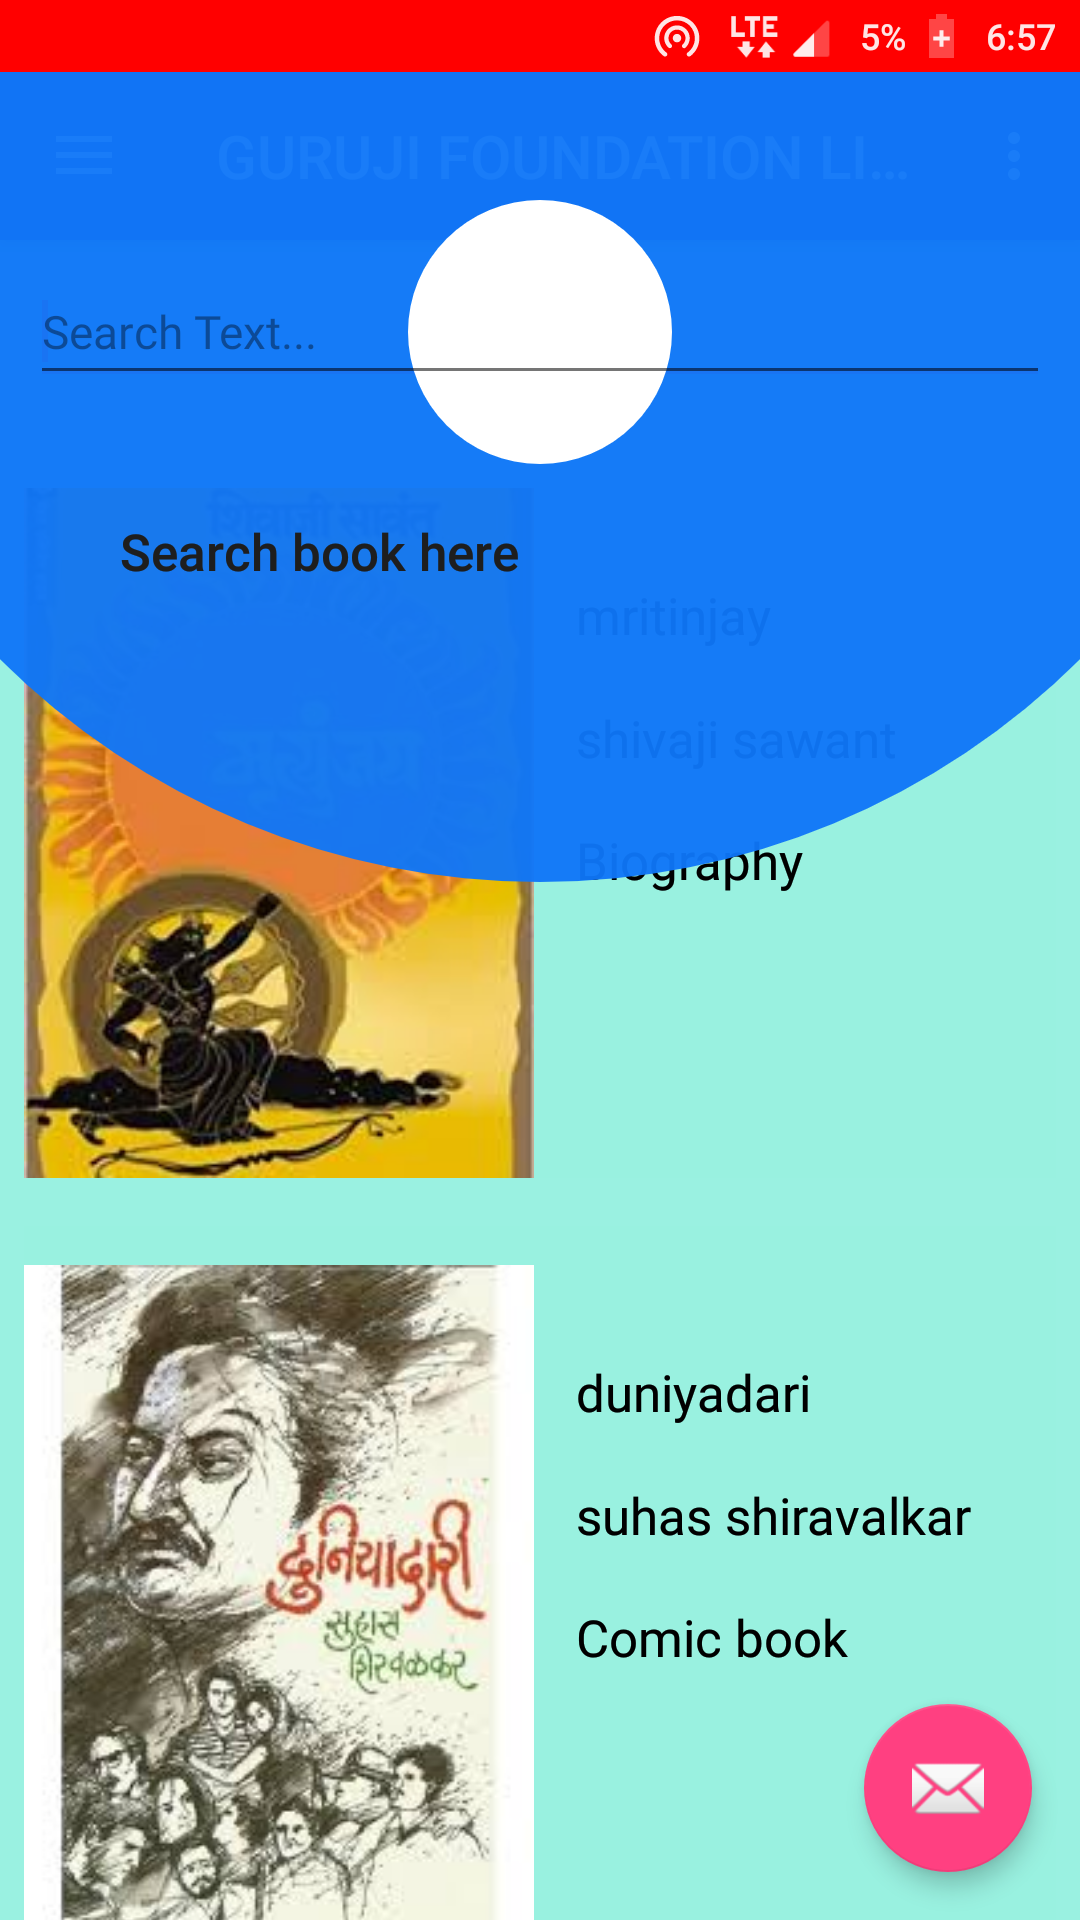 LTE 5% 6:57
GURUJI FOUNDATION LI...
Search Text...
शिवाजी सावंत
Search book here
mritinjay
shivaji sawant
मृत्युंजय
Biography
duniyadari
suhas shiravalkar
Comic book
दुनियादारी
सुहास
शिरवळकर